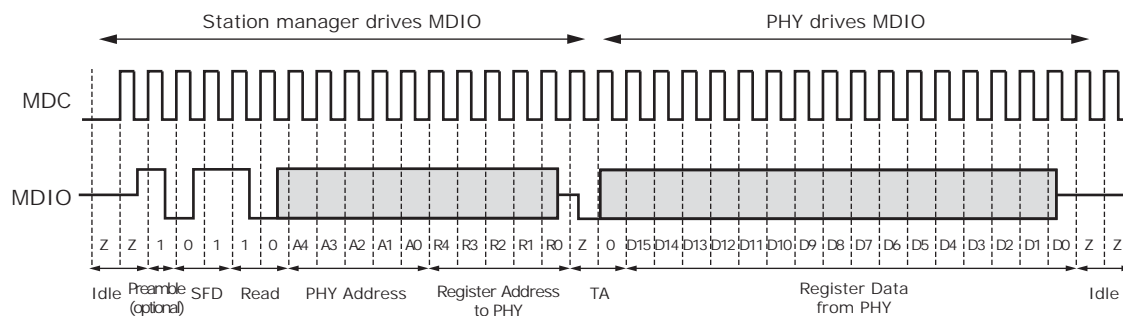 Station manager drives MDIO PHY drives MDIO
MDC
MDIO
Z Z 1 0 1 1 0 A4 A3 A2 A1 A0 R4 R3 R2 R1 R0 Z 0 D15 D14 D13 D12 D11 D10 D9 D8 D7 D6 D5 D4 D3 D2 D1 D0 Z Z
Idle Preamble (optional) SFD Read PHY Address Register Address to PHY TA Register Data from PHY Idle